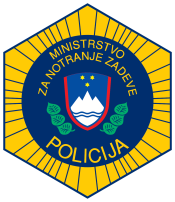 MINISTRSTVO
ZA NOTRANJE ZADEVE
POLICIJA